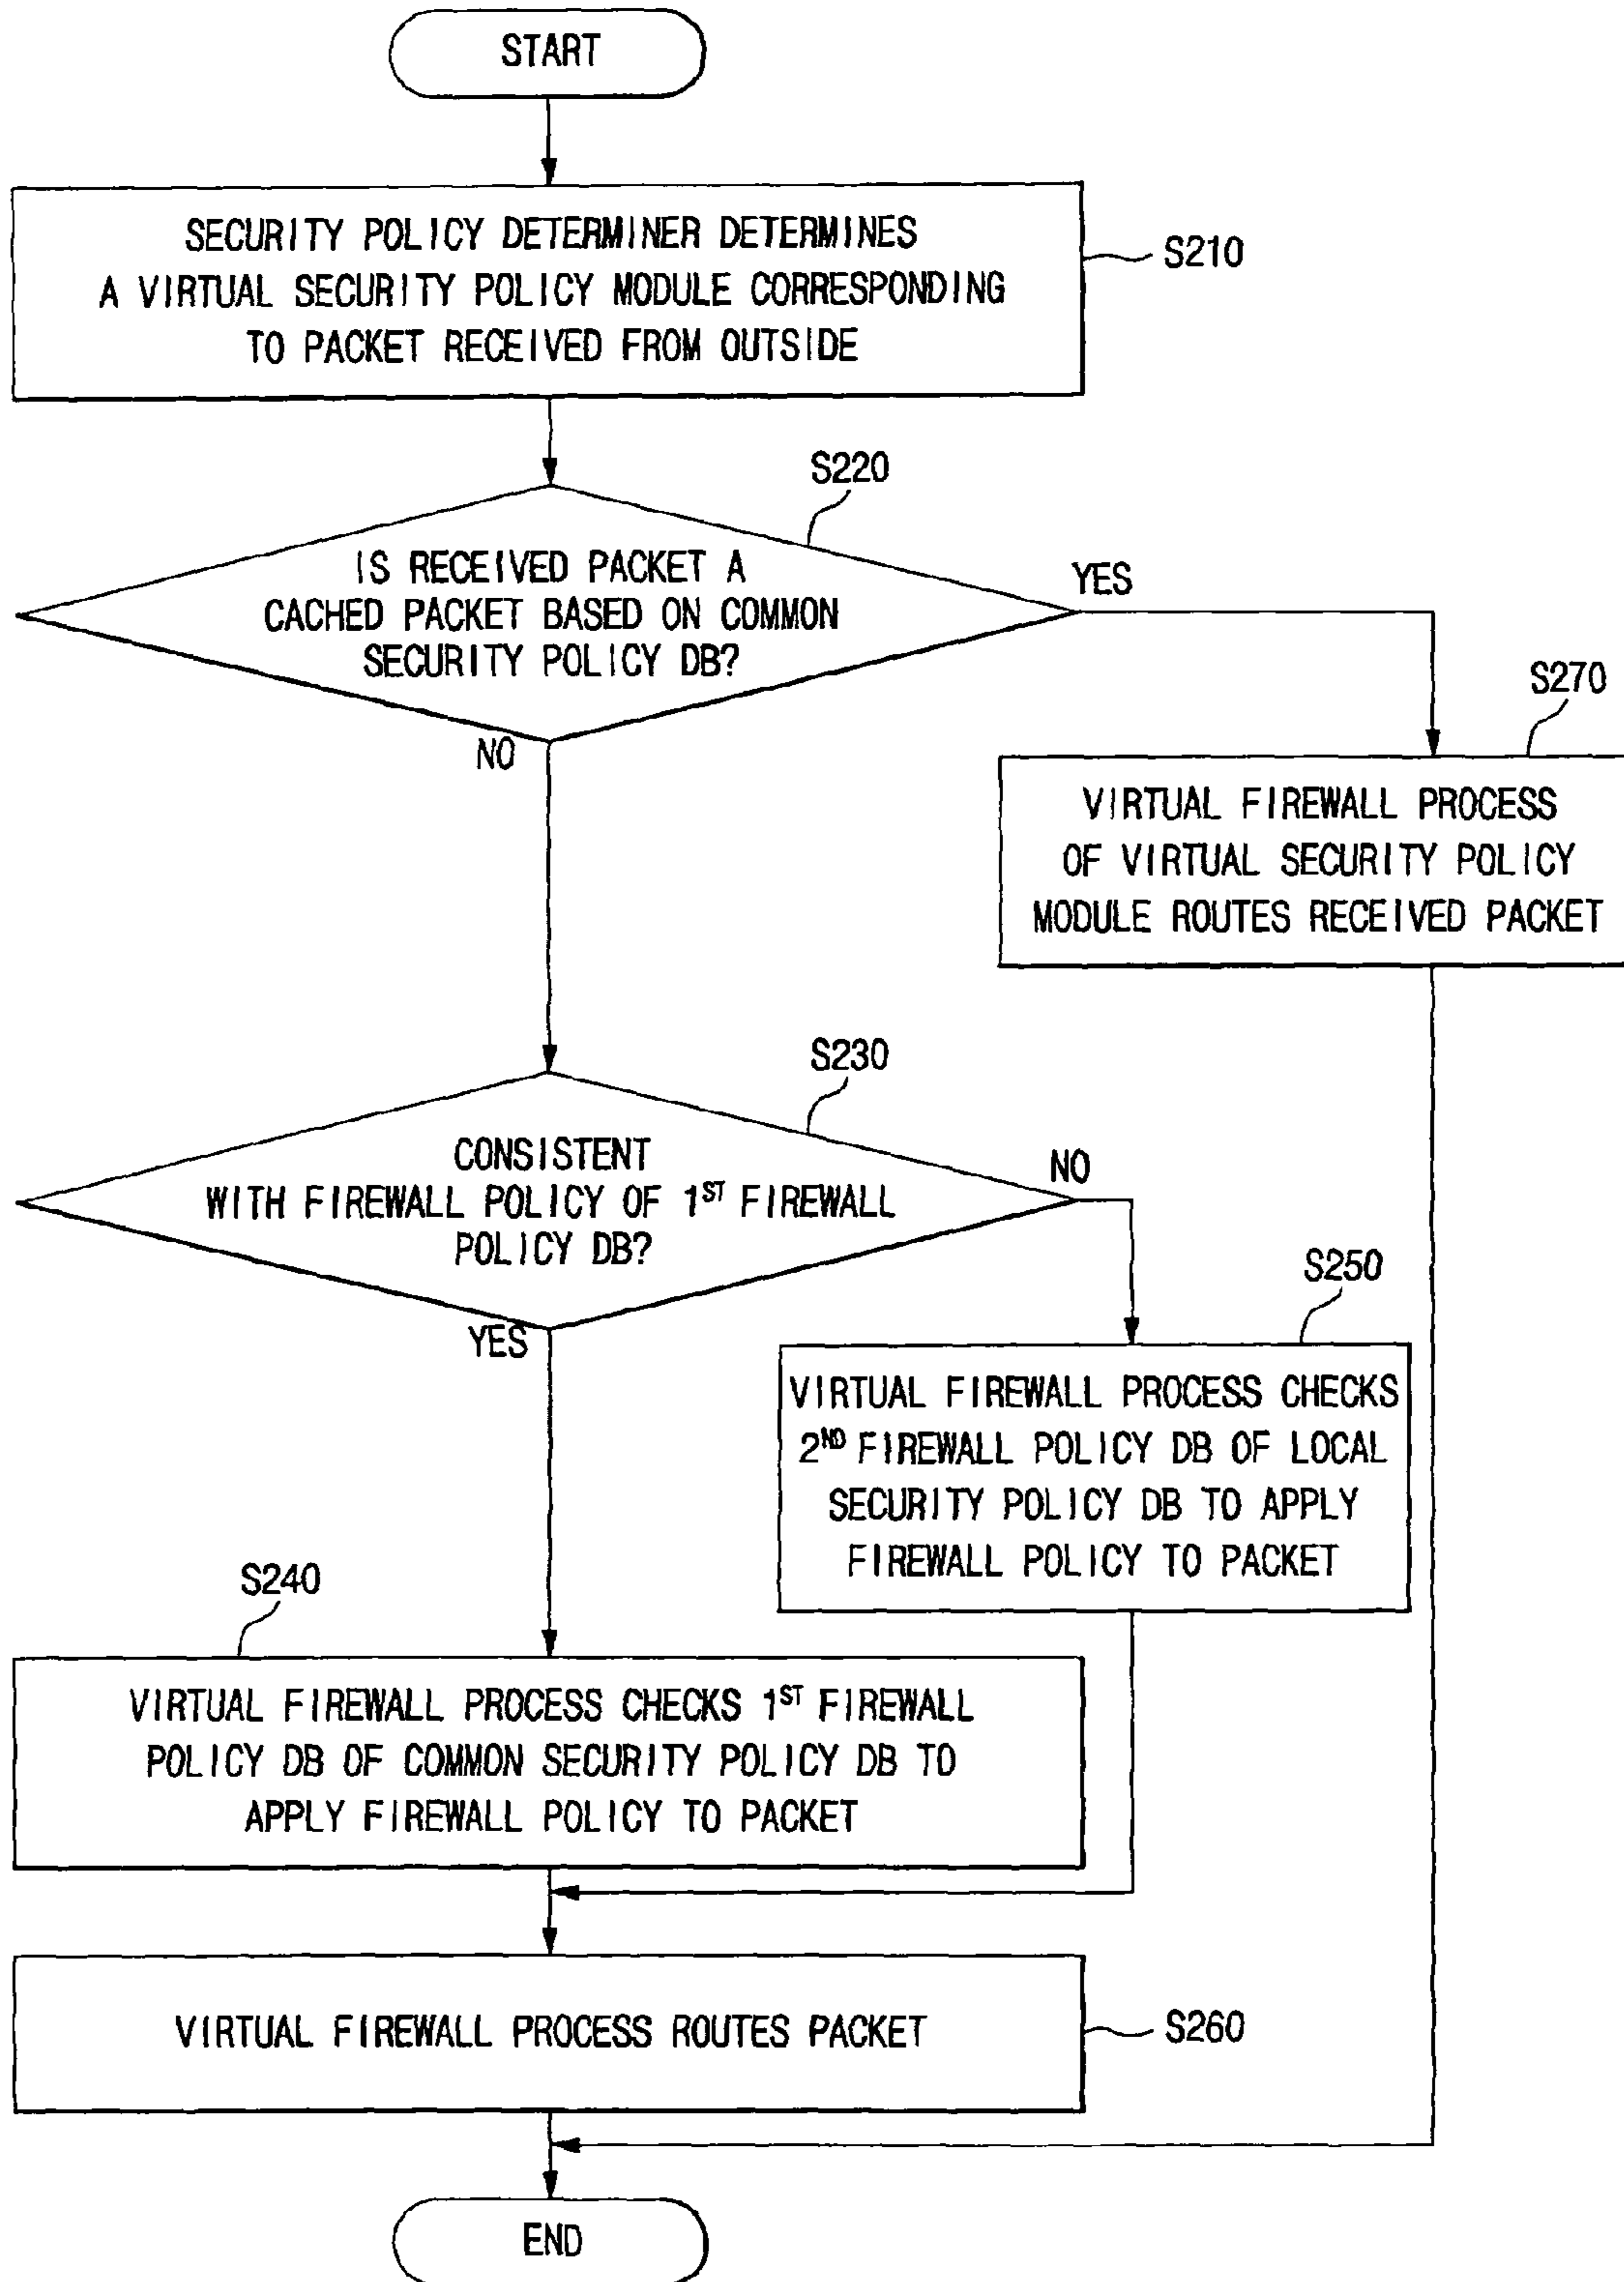 START
SECURITY POLICY DETERMINER DETERMINES
A VIRTUAL SECURITY POLICY MODULE CORRESPONDING
TO PACKET RECEIVED FROM OUTSIDE
S210
S220
IS RECEIVED PACKET A
CACHED PACKET BASED ON COMMON
SECURITY POLICY DB?
YES
NO
S270
VIRTUAL FIREWALL PROCESS
OF VIRTUAL SECURITY POLICY
MODULE ROUTES RECEIVED PACKET
S230
CONSISTENT
WITH FIREWALL POLICY OF 1ST FIREWALL
POLICY DB?
NO
YES
S250
VIRTUAL FIREWALL PROCESS CHECKS
2ND FIREWALL POLICY DB OF LOCAL
SECURITY POLICY DB TO APPLY
FIREWALL POLICY TO PACKET
S240
VIRTUAL FIREWALL PROCESS CHECKS 1ST FIREWALL
POLICY DB OF COMMON SECURITY POLICY DB TO
APPLY FIREWALL POLICY TO PACKET
VIRTUAL FIREWALL PROCESS ROUTES PACKET
S260
END